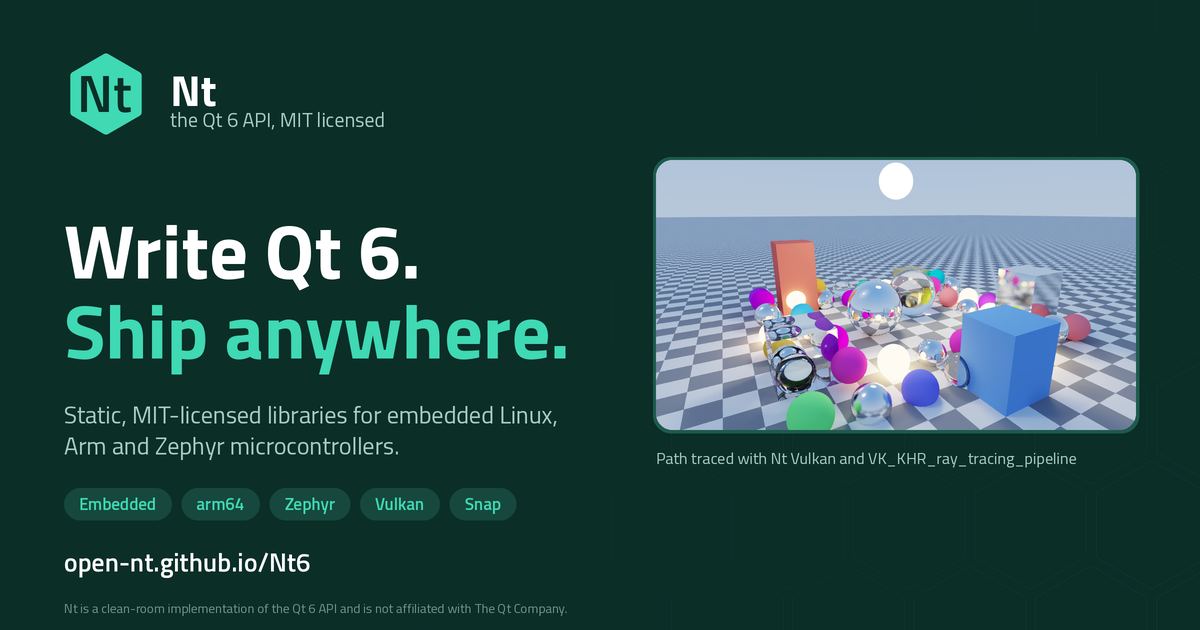 Nt
Nt
the Qt 6 API, MIT licensed
Write Qt 6.
Ship anywhere.
Static, MIT-licensed libraries for embedded Linux,
Arm and Zephyr microcontrollers.
Embedded arm64 Zephyr Vulkan Snap
open-nt.github.io/Nt6
Nt is a clean-room implementation of the Qt 6 API and is not affiliated with The Qt Company.
Path traced with Nt Vulkan and VK_KHR_ray_tracing_pipeline